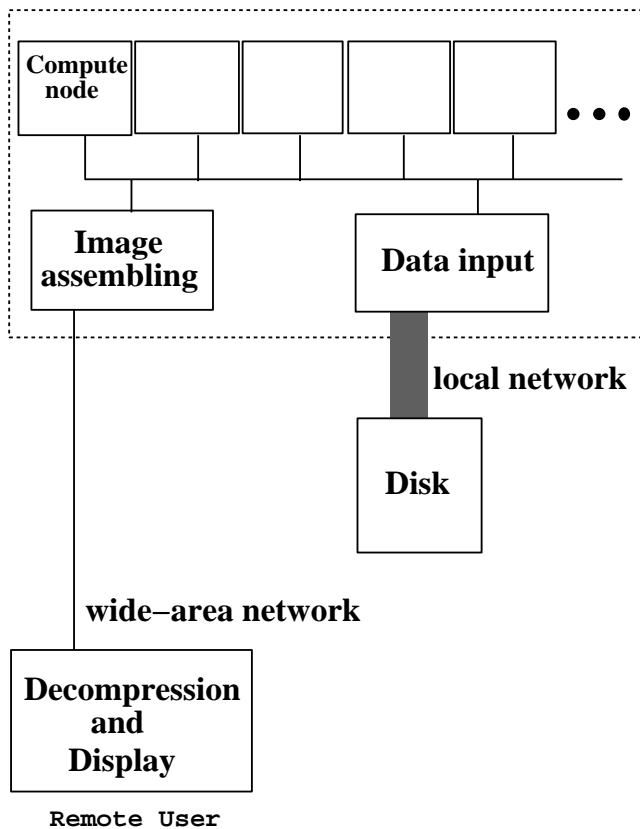 Compute
node
Image
assembling
Data input
local network
Disk
wide−area network
Decompression
and
Display
Remote User